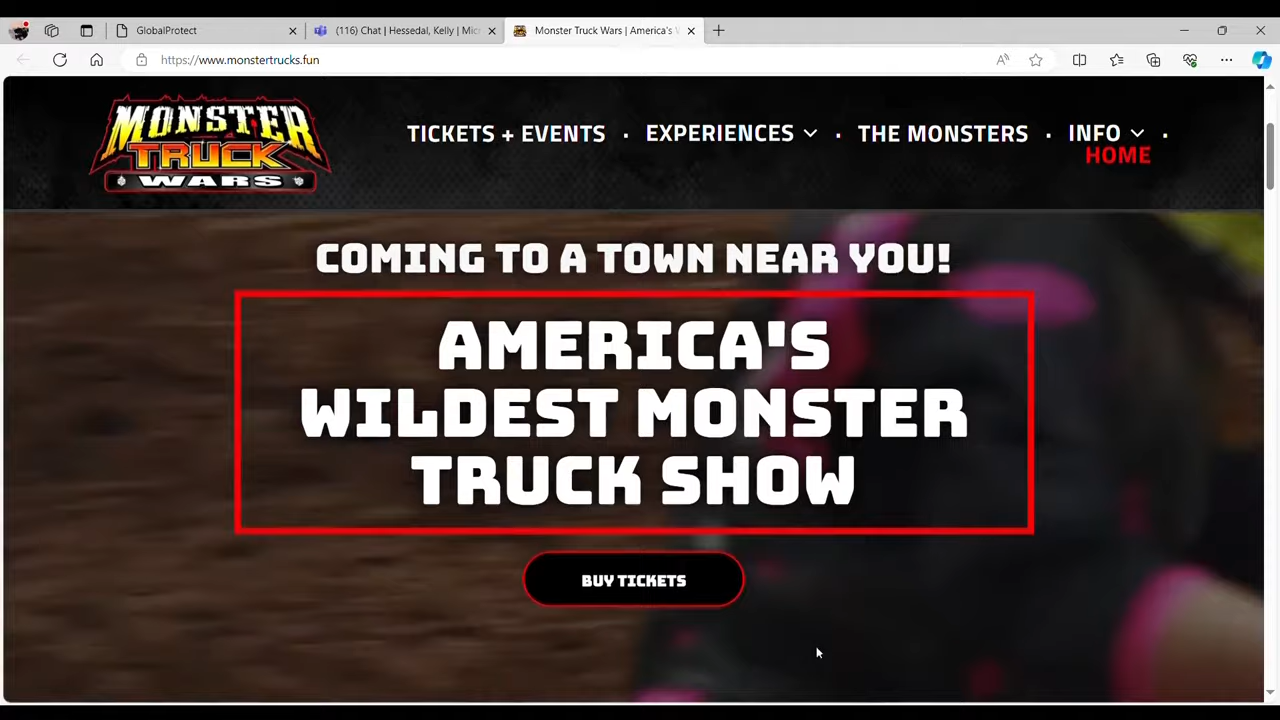 GlobalProtect
(116) Chat | Hessedal, Kelly | Mic
Monster Truck Wars | America's
https://www.monstertrucks.fun
MONSTER
TRUCK
WARS
TICKETS + EVENTS · EXPERIENCES · THE MONSTERS · INFO ·
HOME
COMING TO A TOWN NEAR YOU!
AMERICA'S
WILDEST MONSTER
TRUCK SHOW
BUY TICKETS